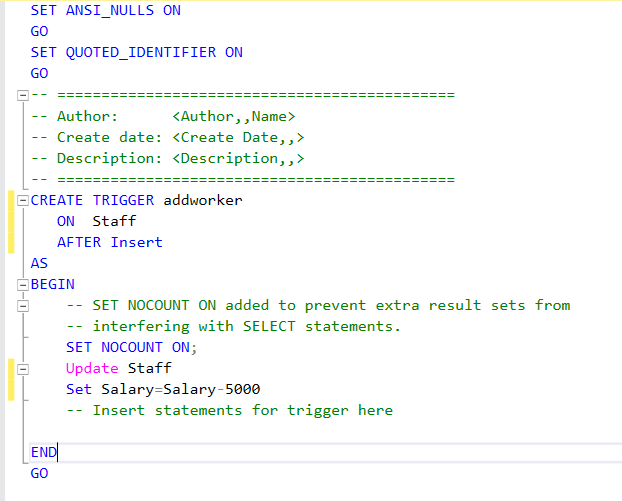 SET ANSI_NULLS ON
GO
SET QUOTED_IDENTIFIER ON
GO
-- =============================================
-- Author:		<Author,,Name>
-- Create date: <Create Date,,>
-- Description:	<Description,,>
-- =============================================
CREATE TRIGGER addworker
   ON  Staff
   AFTER Insert
AS
BEGIN
    -- SET NOCOUNT ON added to prevent extra result sets from
    -- interfering with SELECT statements.
    SET NOCOUNT ON;
    Update Staff
    Set Salary=Salary-5000
    -- Insert statements for trigger here
END
GO